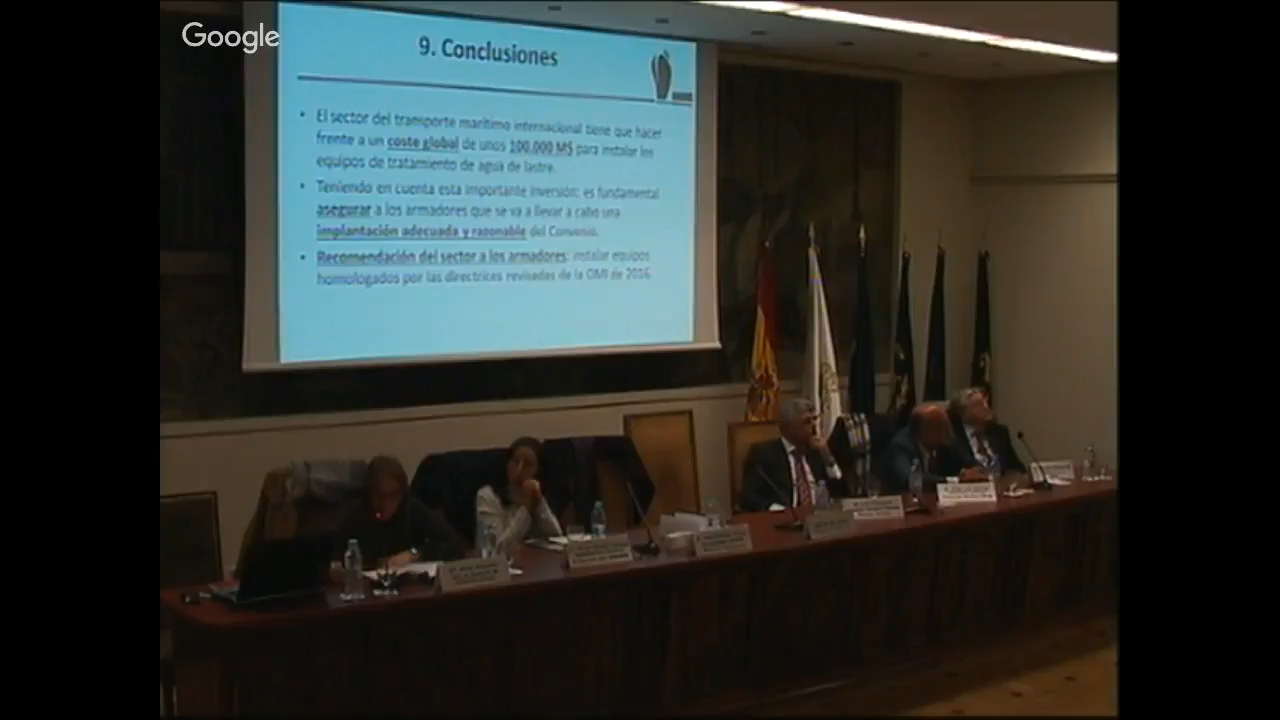 Google
9. Conclusiones
• El sector del transporte marítimo internacional tiene que hacer
frente a un coste global de unos 100.000 M$ para instalar los
equipos de tratamiento de agua de lastre.
• Teniendo en cuenta esta importante inversión: es fundamental
asegurar a los armadores que se va a llevar a cabo una
implantación adecuada y razonable del Convenio.
• Recomendación del sector a los armadores: instalar equipos
homologados por las directrices revisadas de la OMI de 2016.